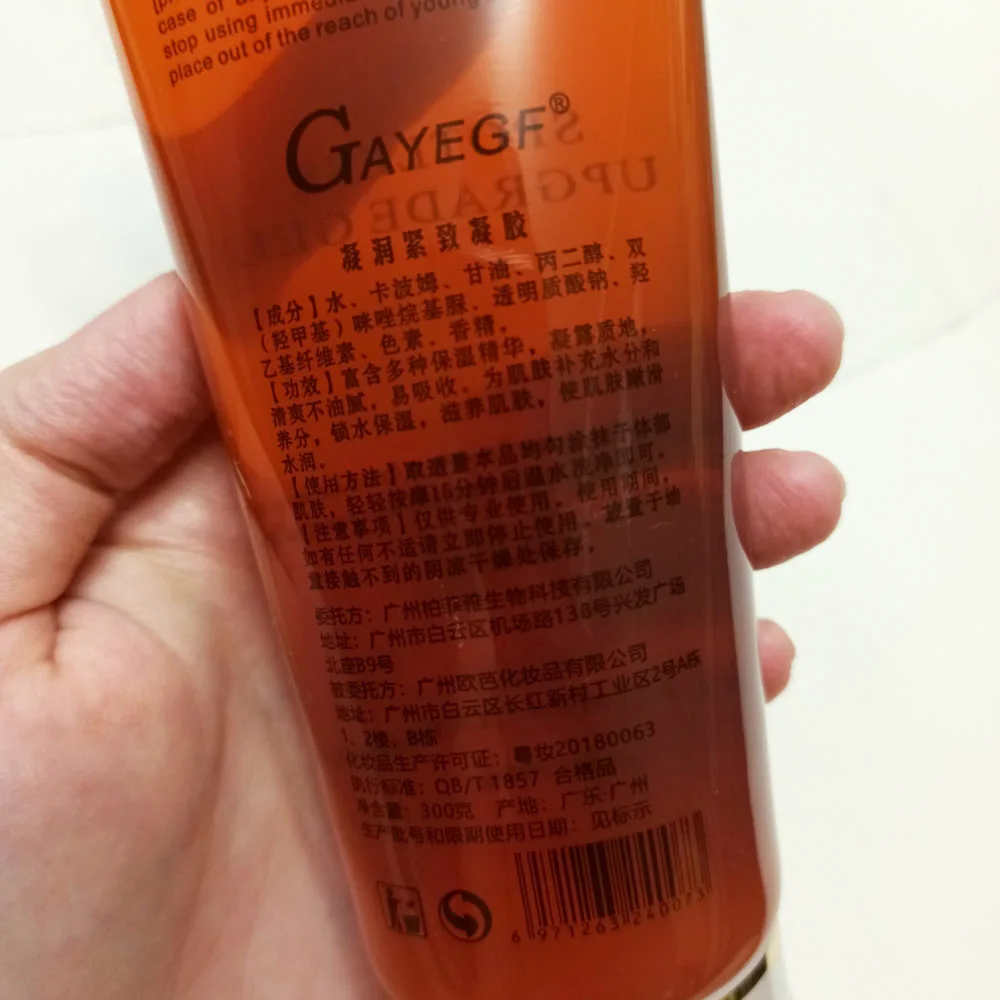 case of
stop using immedia
place out of the reach of young
GAYEGF®
UPGRADE GEL
凝润紧致凝胶
【成分】水、卡波姆、甘油、丙二醇、双
（羟甲基）咪唑烷基脲、透明质酸钠、羟
乙基纤维素、色素、香精。
【功效】富含多种保湿精华，凝露质地，
清爽不油腻，易吸收，为肌肤补充水分和
养分，锁水保湿，滋养肌肤，使肌肤嫩滑
水润。
【使用方法】取适量本品均匀涂抹于体部
肌肤，轻轻按摩15分钟后温水洗净即可。
【注意事项】仅供专业使用。使用期间，
如有任何不适请立即停止使用。放置于幼
童接触不到的阴凉干燥处保存。
委托方：广州柏菲雅生物科技有限公司
地址：广州市白云区机场路138号兴发广场
北座B9号
被委托方：广州欧芭化妆品有限公司
地址：广州市白云区长红新村工业区2号A栋
1、2楼，B栋
化妆品生产许可证：粤妆20180063
执行标准：QB/T 1857 合格品
净含量：300克 产地：广东·广州
生产批号和限期使用日期：见标示
6 971263 240073